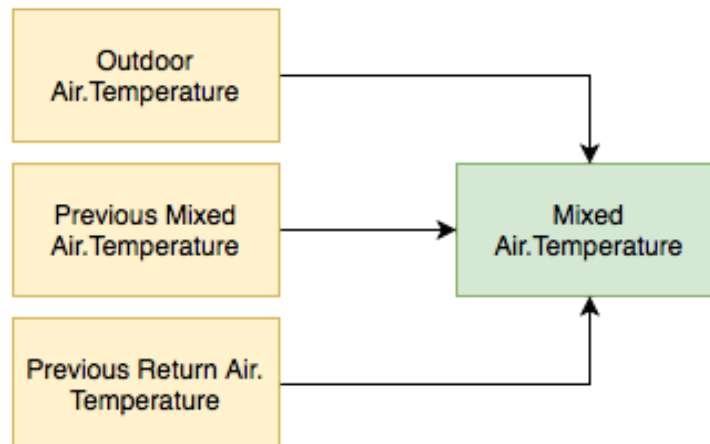 Outdoor
Air.Temperature
Previous Mixed
Air.Temperature
Mixed
Air.Temperature
Previous Return Air.
Temperature